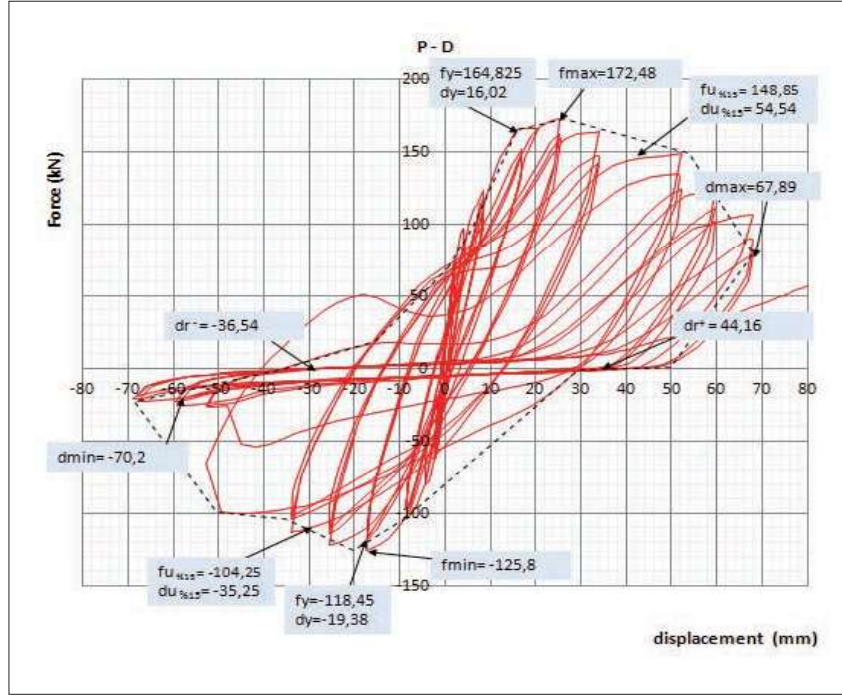 P - D
fy=164,825
dy=16,02
fmax=172,48
fu%15= 148,85
du%15= 54,54
dmax=67,89
dr⁻= -36,54
dr⁺= 44,16
dmin= -70,2
fu%15= -104,25
du%15= -35,25
fy=-118,45
dy=-19,38
fmin= -125,8
Force (kN)
200
150
100
50
0
-50
-100
-150
-80 -70 -60 -50 -40 -30 -20 -10 0 10 20 30 40 50 60 70 80
displacement (mm)